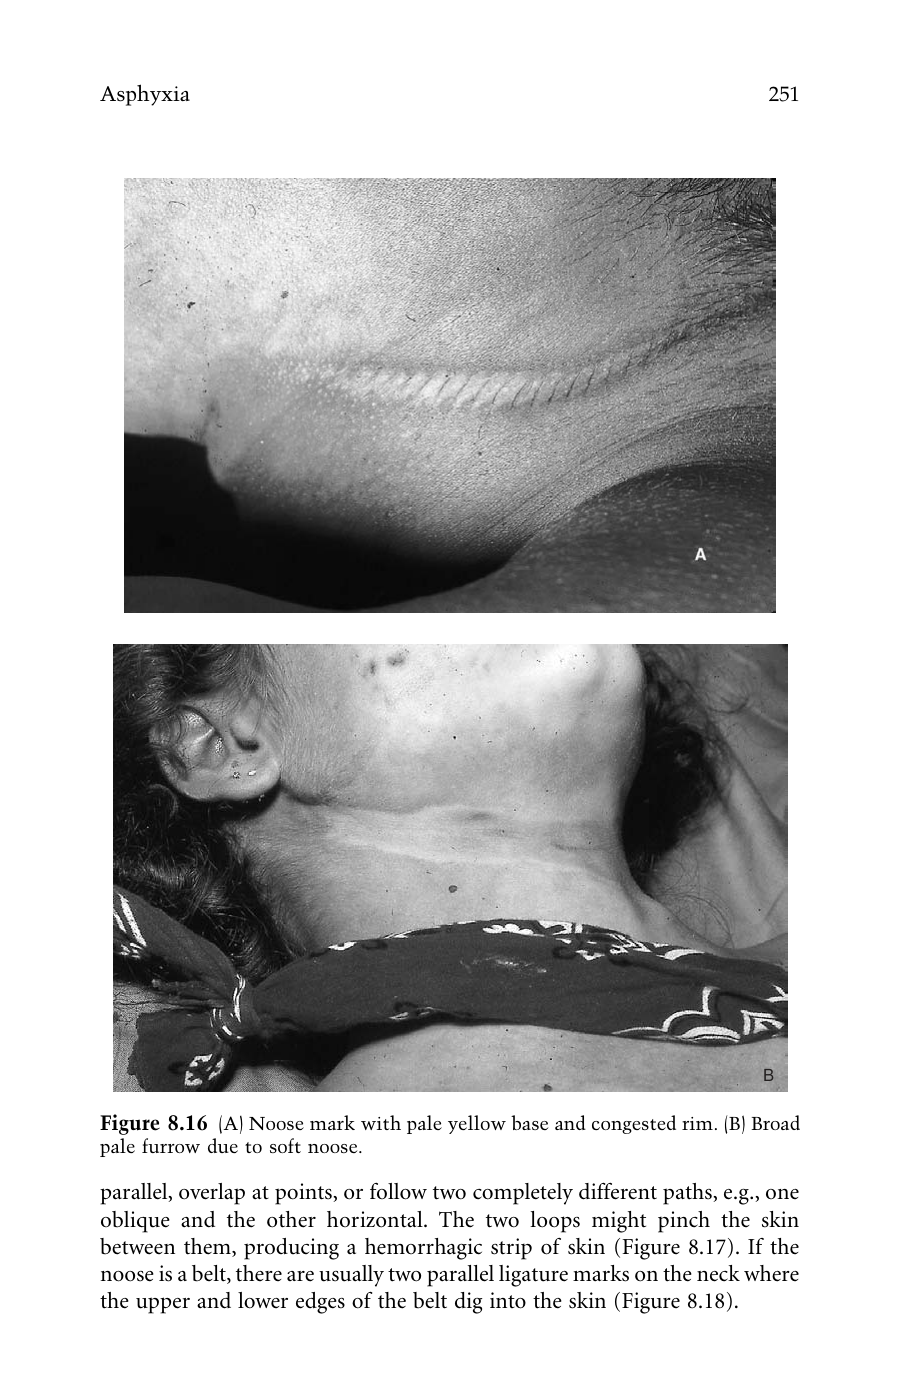 Asphyxia 251
A
B
Figure 8.16 (A) Noose mark with pale yellow base and congested rim. (B) Broad
pale furrow due to soft noose.
parallel, overlap at points, or follow two completely different paths, e.g., one
oblique and the other horizontal. The two loops might pinch the skin
between them, producing a hemorrhagic strip of skin (Figure 8.17). If the
noose is a belt, there are usually two parallel ligature marks on the neck where
the upper and lower edges of the belt dig into the skin (Figure 8.18).